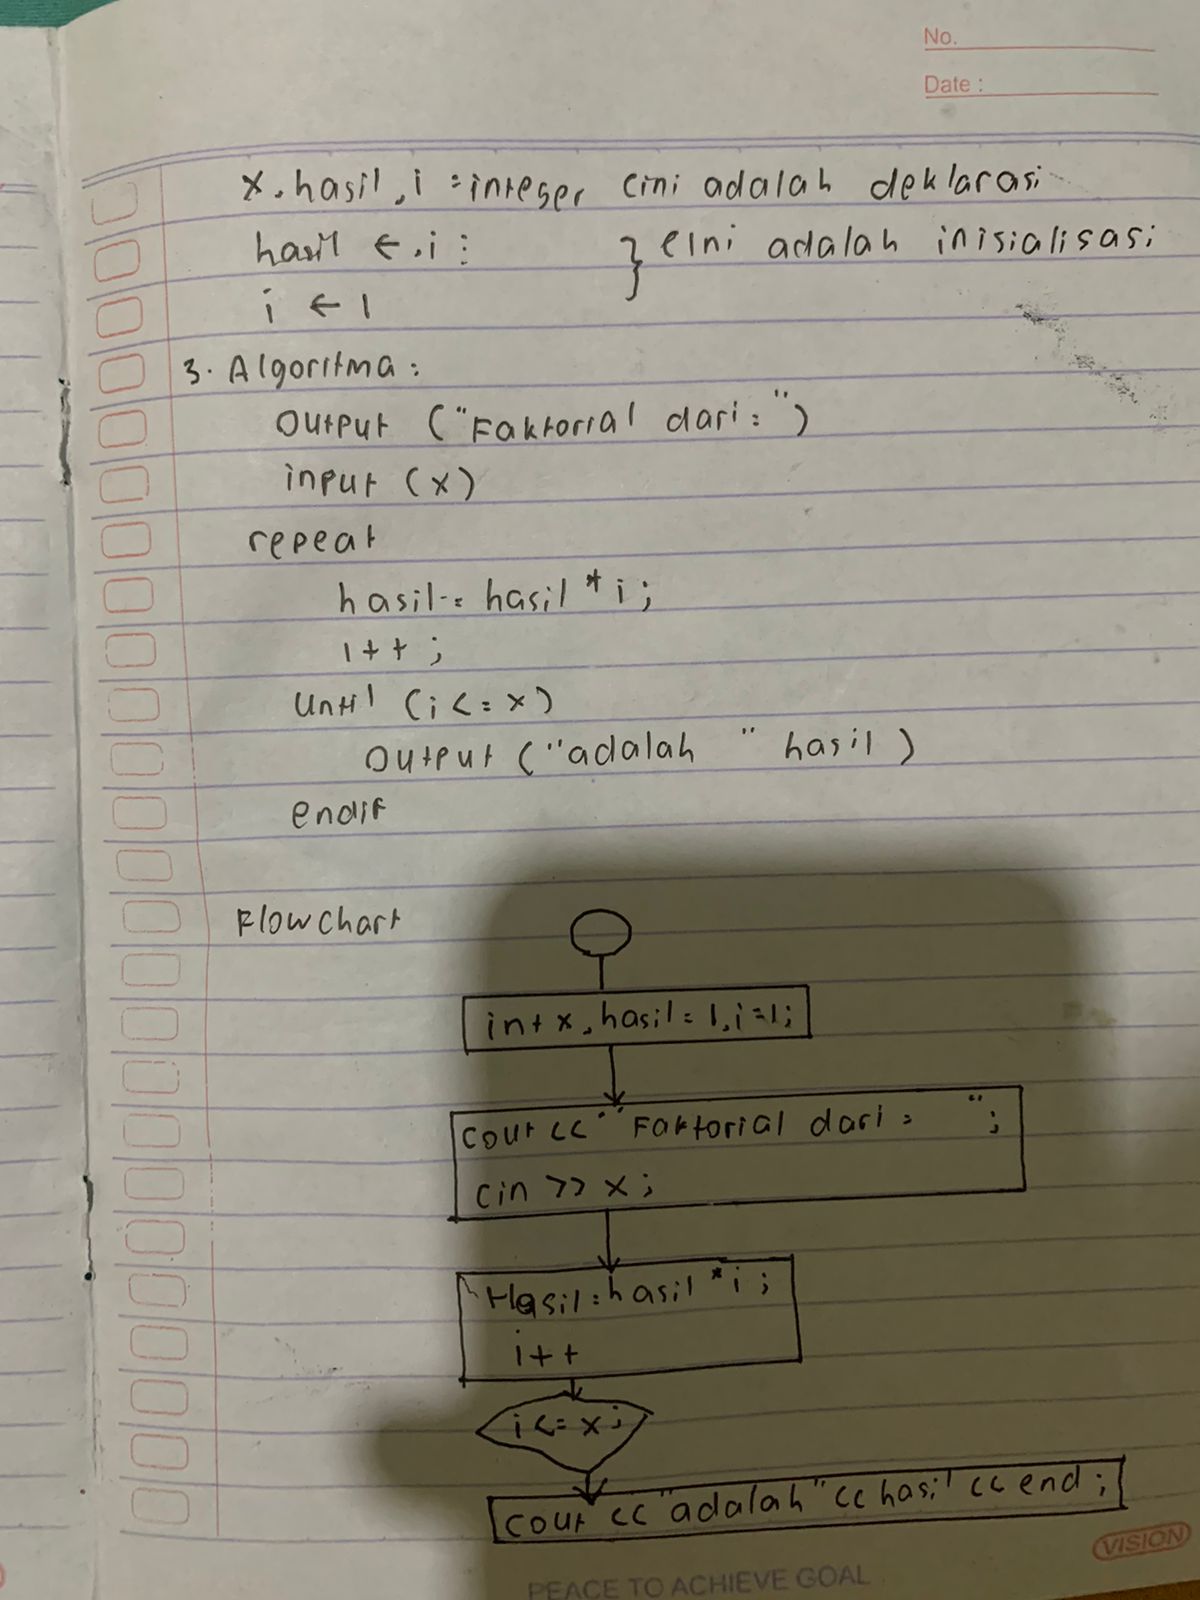 No.
Date :
x, hasil, i = integer (ini adalah deklarasi
hasil ← i :
} (Ini adalah inisialisasi
i ← 1
3. Algoritma :
Output ("Faktorial dari = ")
input (x)
repeat
hasil = hasil * i ;
i++ ;
Until (i <= x)
Output ("adalah " hasil )
endif
Flowchart
int x, hasil = 1, i = 1;
cout << " Faktorial dari = ";
cin >> x ;
Hasil = hasil * i ;
i++
i <= x ;
cout << "adalah" << hasil << end ;
VISION
PEACE TO ACHIEVE GOAL